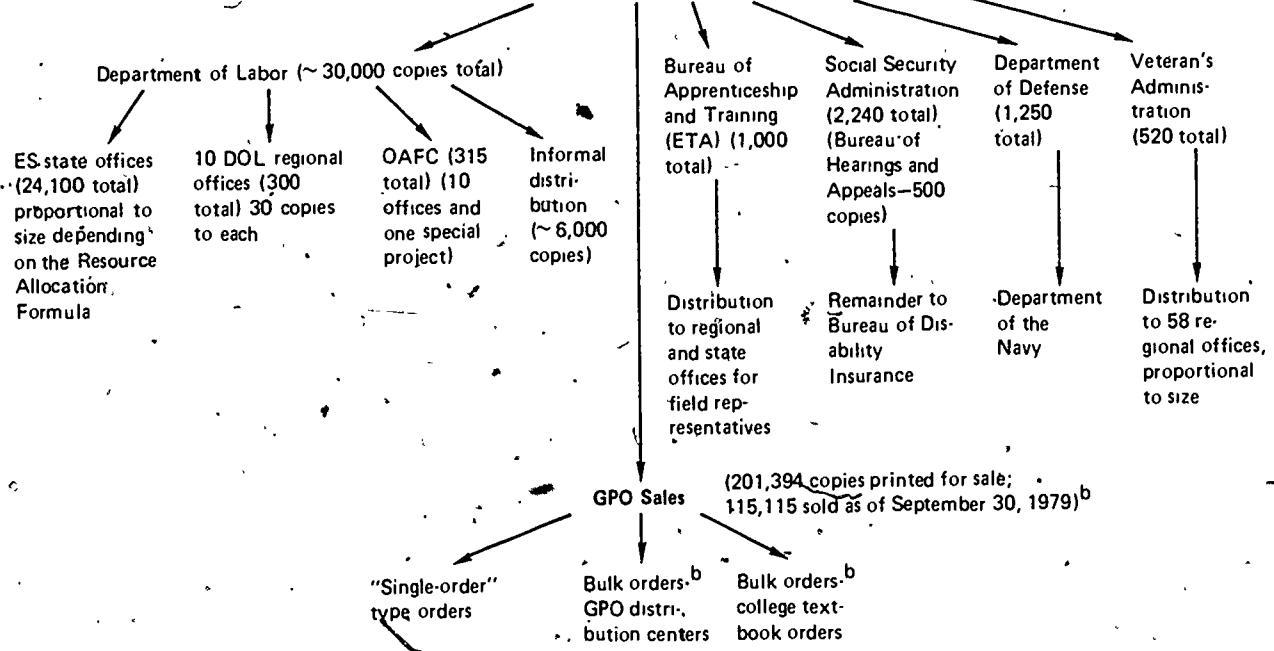 Department of Labor (~ 30,000 copies total)
ES state offices
(24,100 total)
proportional to
size depending
on the Resource
Allocation
Formula
10 DOL regional
offices (300
total) 30 copies
to each
OAFC (315
total) (10
offices and
one special
project)
Informal
distri-
bution
(~ 6,000
copies)
Bureau of
Apprenticeship
and Training
(ETA) (1,000
total)
Distribution
to regional
and state
offices for
field rep-
resentatives
Social Security
Administration
(2,240 total)
(Bureau of
Hearings and
Appeals—500
copies)
Remainder to
Bureau of Dis-
ability
Insurance
Department
of Defense
(1,250
total)
Department
of the
Navy
Veteran's
Adminis-
tration
(520 total)
Distribution
to 58 re-
gional offices,
proportional
to size
GPO Sales
(201,394 copies printed for sale;
115,115 sold as of September 30, 1979)b
"Single-order"
type orders
Bulk orders-b
GPO distri-
bution centers
Bulk orders-b
college text-
book orders